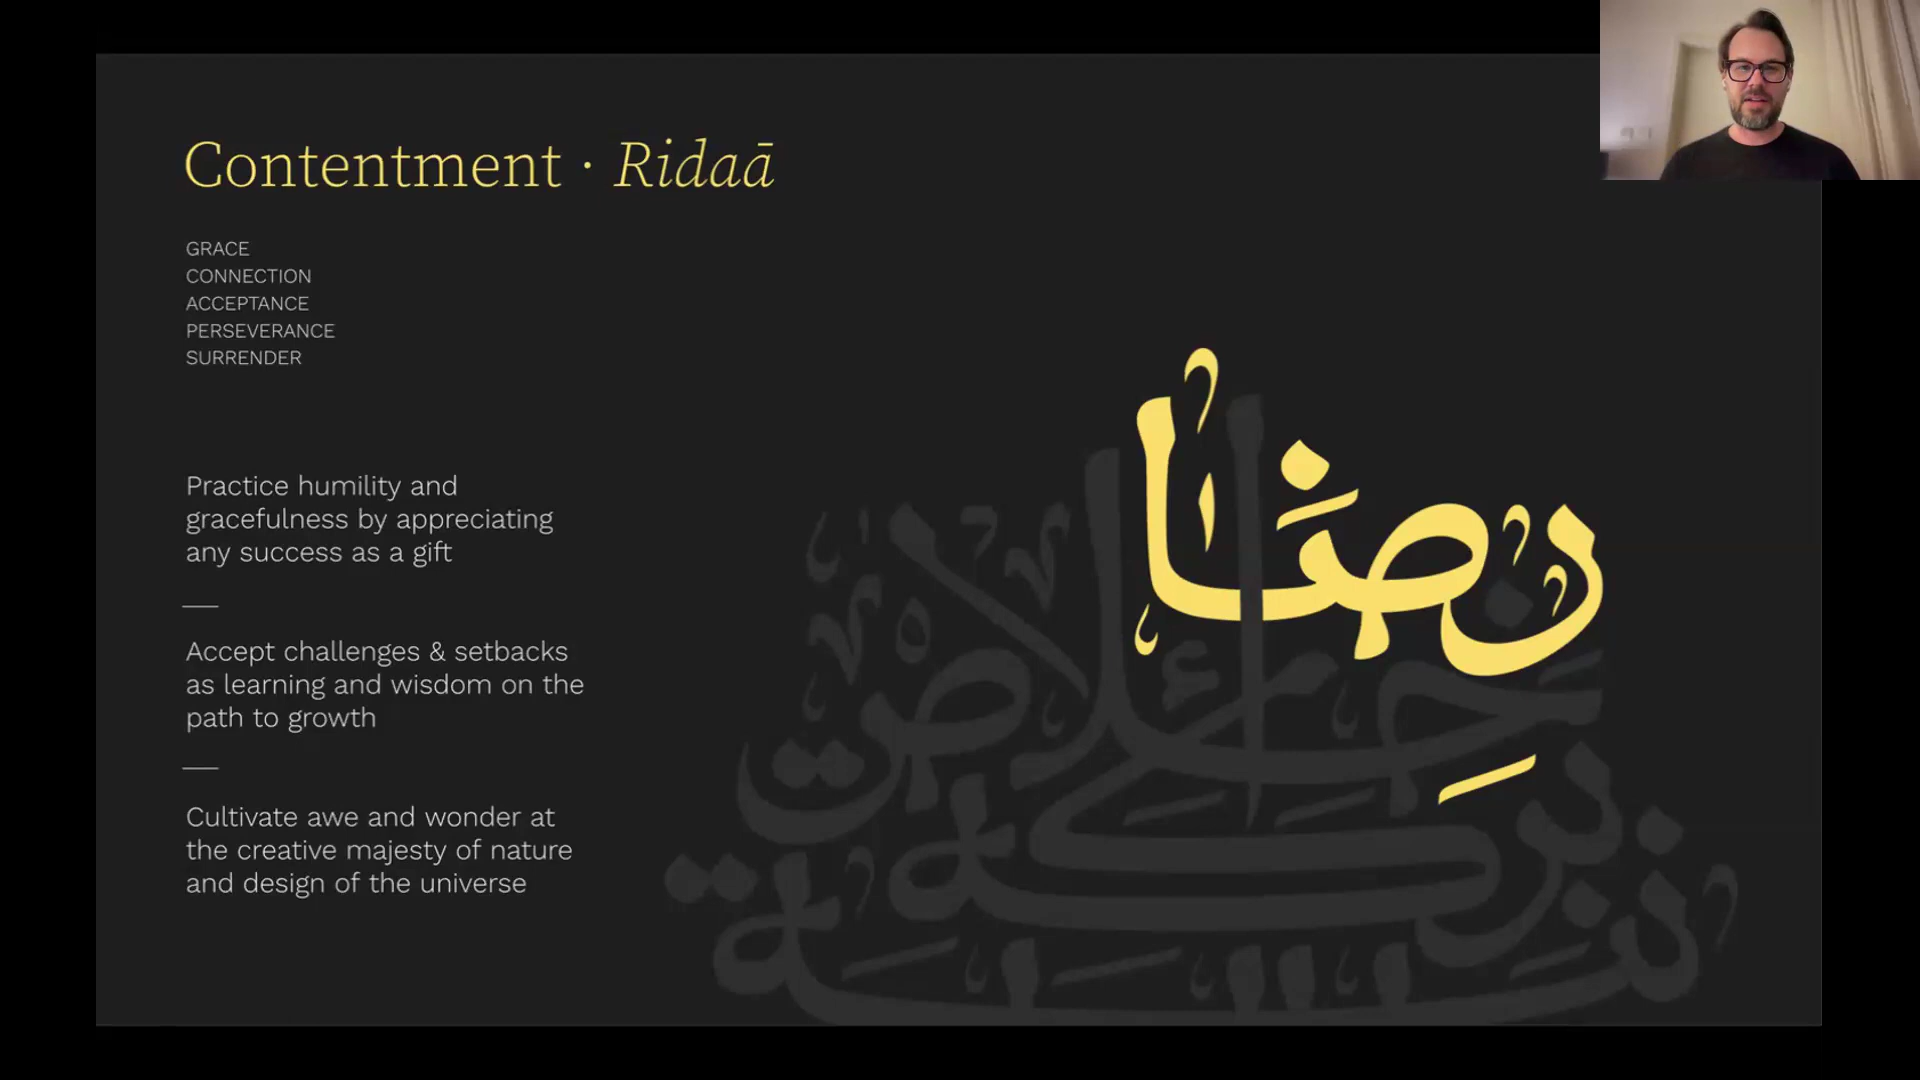 Contentment · Ridaā
GRACE
CONNECTION
ACCEPTANCE
PERSEVERANCE
SURRENDER
Practice humility and
gracefulness by appreciating
any success as a gift
Accept challenges & setbacks
as learning and wisdom on the
path to growth
Cultivate awe and wonder at
the creative majesty of nature
and design of the universe
رضا